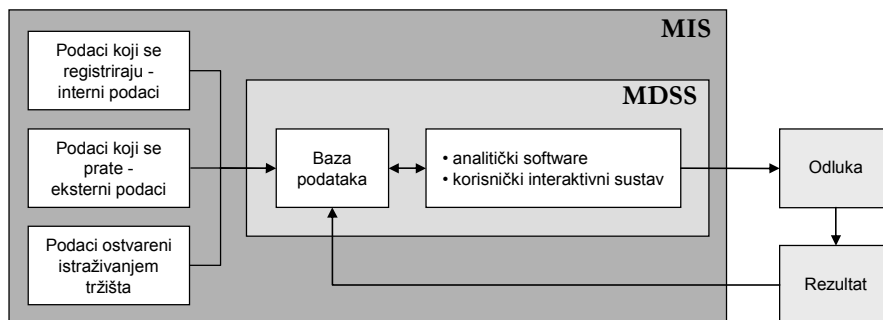 MIS
Podaci koji se
registriraju -
interni podaci
MDSS
Podaci koji se
prate -
eksterni podaci
Baza
podataka
• analitički software
• korisnički interaktivni sustav
Odluka
Podaci ostvareni
istraživanjem
tržišta
Rezultat